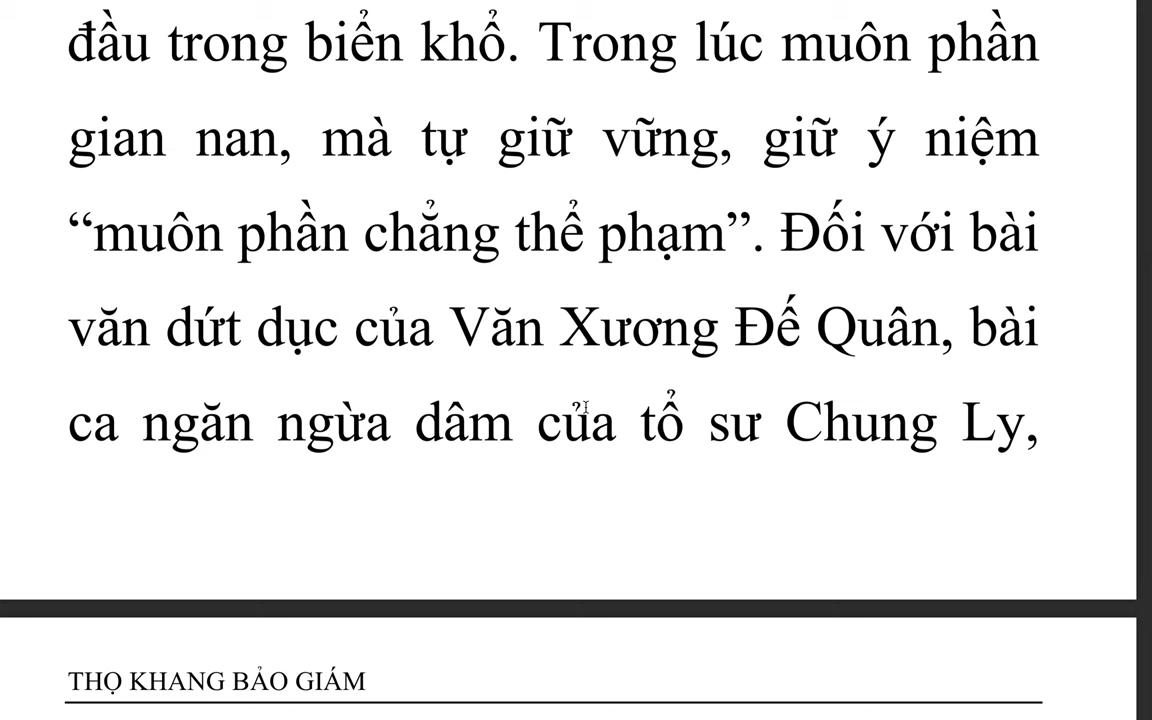 đầu trong biển khổ. Trong lúc muôn phần
gian nan, mà tự giữ vững, giữ ý niệm
“muôn phần chẳng thể phạm”. Đối với bài
văn dứt dục của Văn Xương Đế Quân, bài
ca ngăn ngừa dâm của tổ sư Chung Ly,
THỌ KHANG BẢO GIÁM